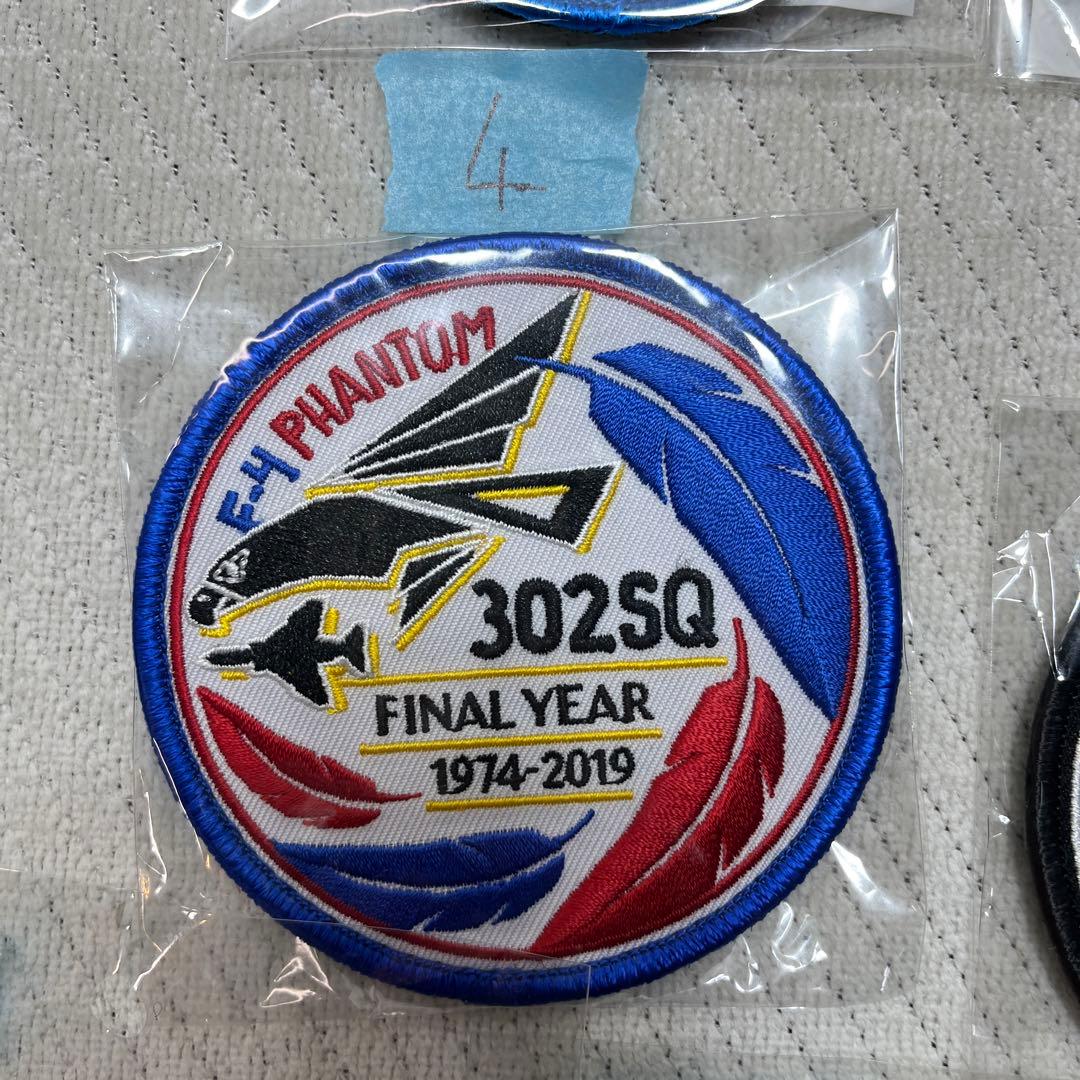 4
F-4 PHANTOM
302SQ
FINAL YEAR
1974-2019